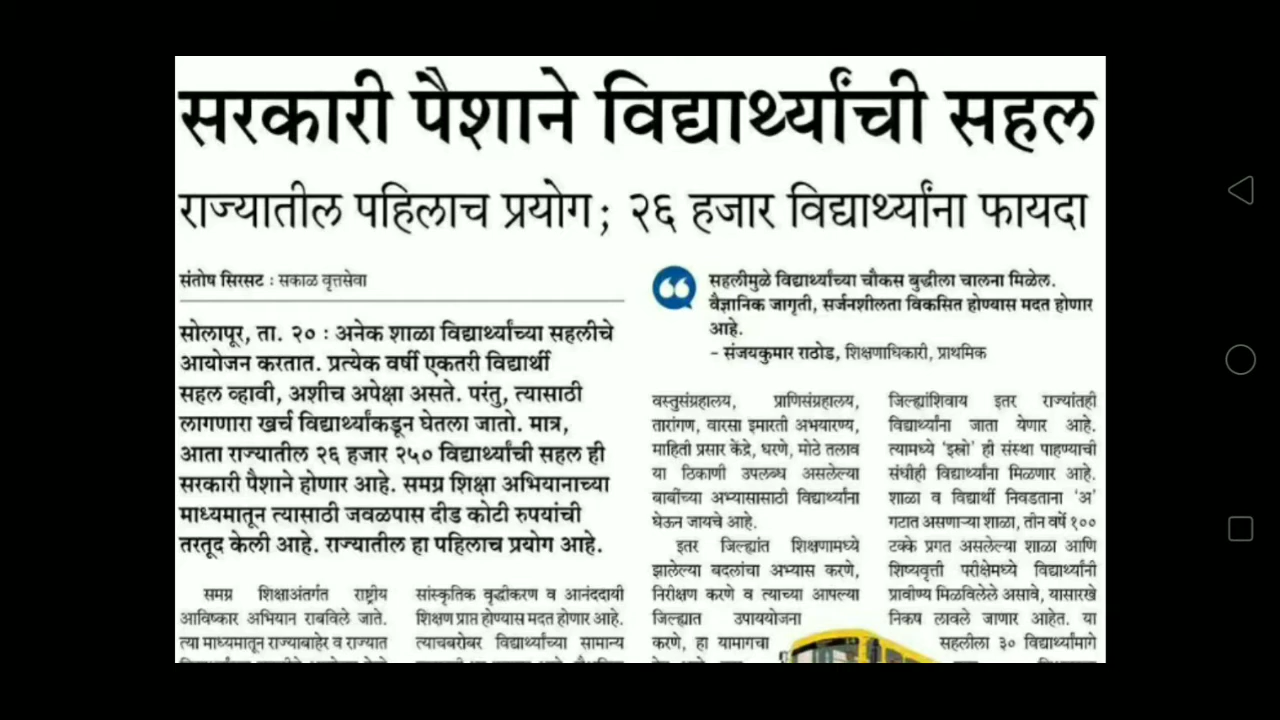 सरकारी पैशाने विद्यार्थ्यांची सहल
राज्यातील पहिलाच प्रयोग; २६ हजार विद्यार्थ्यांना फायदा
संतोष सिरसट : सकाळ वृत्तसेवा
सोलापूर, ता. २० : अनेक शाळा विद्यार्थ्यांच्या सहलीचे
आयोजन करतात. प्रत्येक वर्षी एकतरी विद्यार्थी
सहल व्हावी, अशीच अपेक्षा असते. परंतु, त्यासाठी
लागणारा खर्च विद्यार्थ्यांकडून घेतला जातो. मात्र,
आता राज्यातील २६ हजार २५० विद्यार्थ्यांची सहल ही
सरकारी पैशाने होणार आहे. समग्र शिक्षा अभियानाच्या
माध्यमातून त्यासाठी जवळपास दीड कोटी रुपयांची
तरतूद केली आहे. राज्यातील हा पहिलाच प्रयोग आहे.
समग्र शिक्षाअंतर्गत राष्ट्रीय
आविष्कार अभियान राबविले जाते.
त्या माध्यमातून राज्याबाहेर व राज्यात
सांस्कृतिक वृद्धीकरण व आनंददायी
शिक्षण प्राप्त होण्यास मदत होणार आहे.
त्याचबरोबर विद्यार्थ्यांच्या सामान्य
सहलीमुळे विद्यार्थ्यांच्या चौकस बुद्धीला चालना मिळेल.
वैज्ञानिक जागृती, सर्जनशीलता विकसित होण्यास मदत होणार
आहे.
– संजयकुमार राठोड, शिक्षणाधिकारी, प्राथमिक
वस्तुसंग्रहालय, प्राणिसंग्रहालय,
तारांगण, वारसा इमारती अभयारण्य,
माहिती प्रसार केंद्रे, धरणे, मोठे तलाव
या ठिकाणी उपलब्ध असलेल्या
बाबींच्या अभ्यासासाठी विद्यार्थ्यांना
घेऊन जायचे आहे.
इतर जिल्ह्यांत शिक्षणामध्ये
झालेल्या बदलांचा अभ्यास करणे,
निरीक्षण करणे व त्याच्या आपल्या
जिल्ह्यात उपाययोजना
करणे, हा यामागचा
जिल्ह्यांशिवाय इतर राज्यांतही
विद्यार्थ्यांना जाता येणार आहे.
त्यामध्ये ‘इस्रो’ ही संस्था पाहण्याची
संधीही विद्यार्थ्यांना मिळणार आहे.
शाळा व विद्यार्थी निवडताना ‘अ’
गटात असणाऱ्या शाळा, तीन वर्षे १००
टक्के प्रगत असलेल्या शाळा आणि
शिष्यवृत्ती परीक्षेमध्ये विद्यार्थ्यांनी
प्रावीण्य मिळविलेले असावे, यासारखे
निकष लावले जाणार आहेत. या
सहलीला ३० विद्यार्थ्यांमागे